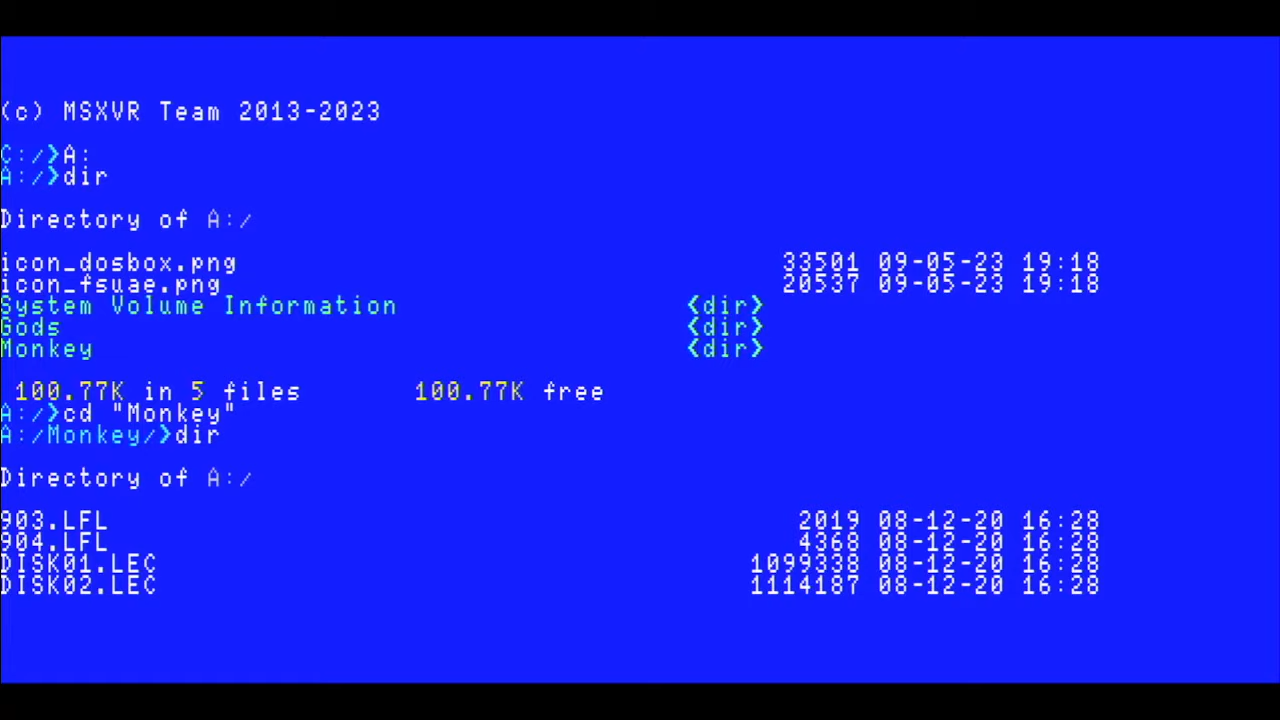 (c) MSXVR Team 2013-2023
C:/>A:
A:/>dir
Directory of A:/
icon_dosbox.png 33501 09-05-23 19:18
icon_fsuae.png 20537 09-05-23 19:18
System Volume Information <dir>
Gods <dir>
Monkey <dir>
100.77K in 5 files 100.77K free
A:/>cd "Monkey"
A:/Monkey/>dir
Directory of A:/
903.LFL 2019 08-12-20 16:28
904.LFL 4368 08-12-20 16:28
DISK01.LEC 1099338 08-12-20 16:28
DISK02.LEC 1114187 08-12-20 16:28